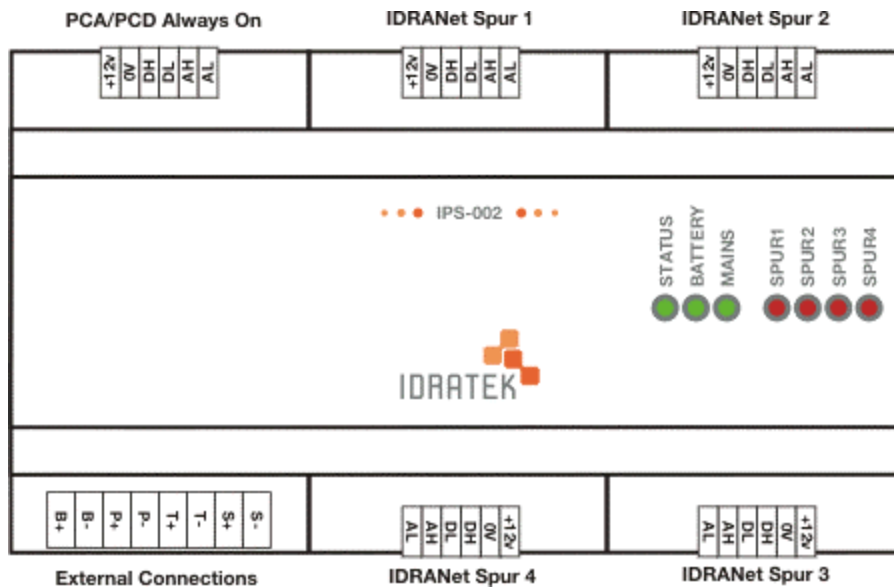 PCA/PCD Always On
IDRANet Spur 1
IDRANet Spur 2
+12v 0V DH DL AH AL
+12v 0V DH DL AH AL
+12v 0V DH DL AH AL
IPS-002
STATUS BATTERY MAINS SPUR1 SPUR2 SPUR3 SPUR4
IDRATEK
B+ B- P+ P- T+ T- S+ S-
AL AH DL DH 0V +12v
AL AH DL DH 0V +12v
External Connections
IDRANet Spur 4
IDRANet Spur 3